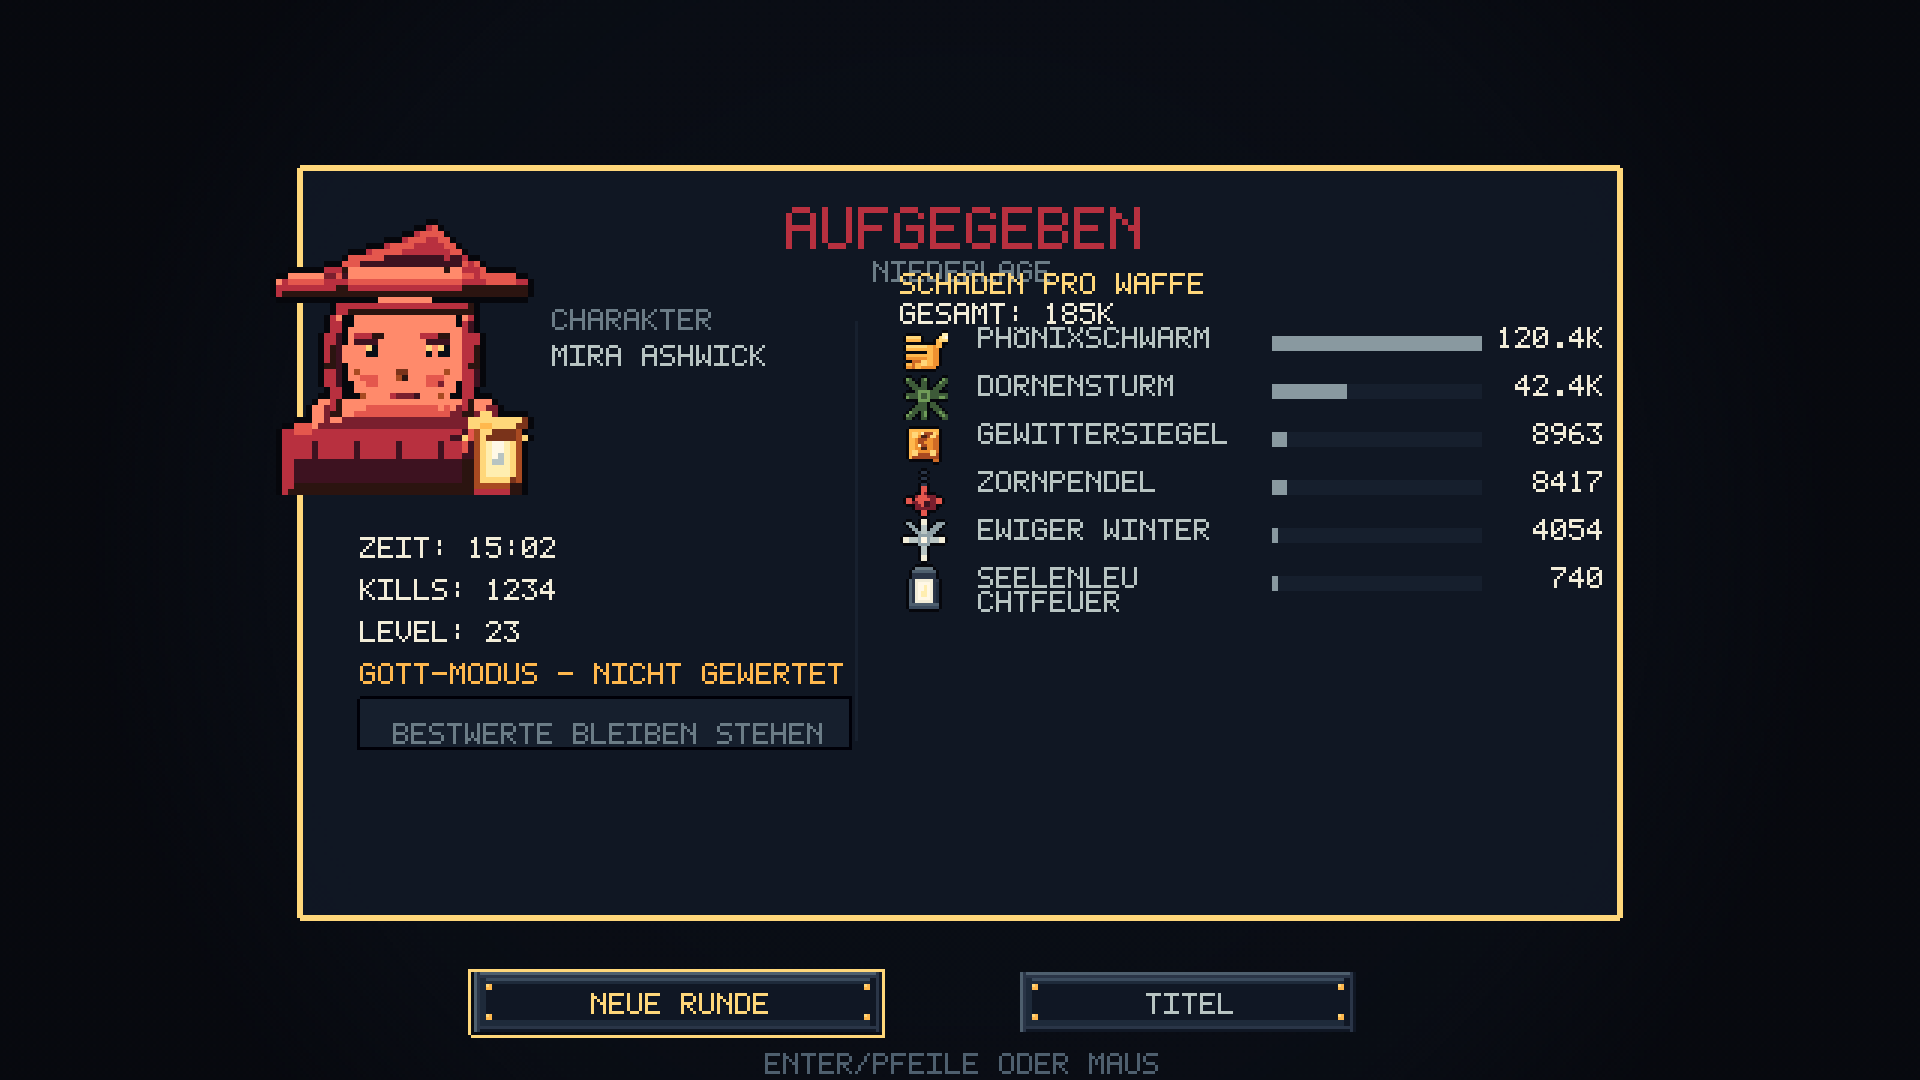 AUFGEGEBEN
NIEDERLAGE
CHARAKTER
MIRA ASHWICK
ZEIT: 15:02
KILLS: 1234
LEVEL: 23
GOTT-MODUS - NICHT GEWERTET
BESTWERTE BLEIBEN STEHEN
SCHADEN PRO WAFFE
GESAMT: 185K
PHÖNIXSCHWARM 120.4K
DORNENSTURM 42.4K
GEWITTERSIEGEL 8963
ZORNPENDEL 8417
EWIGER WINTER 4054
SEELENLEU 740
CHTFEUER
NEUE RUNDE
TITEL
ENTER/PFEILE ODER MAUS